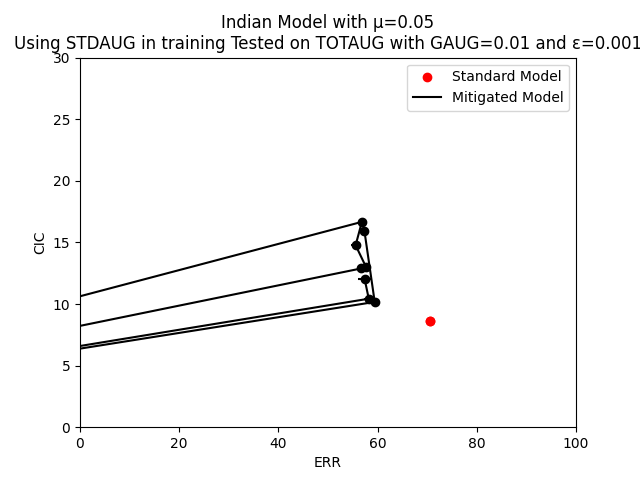 Indian Model with μ=0.05
Using STDAUG in training Tested on TOTAUG with GAUG=0.01 and ε=0.001
Standard Model
Mitigated Model
30
25
20
15
10
5
0
CIC
0 20 40 60 80 100
ERR